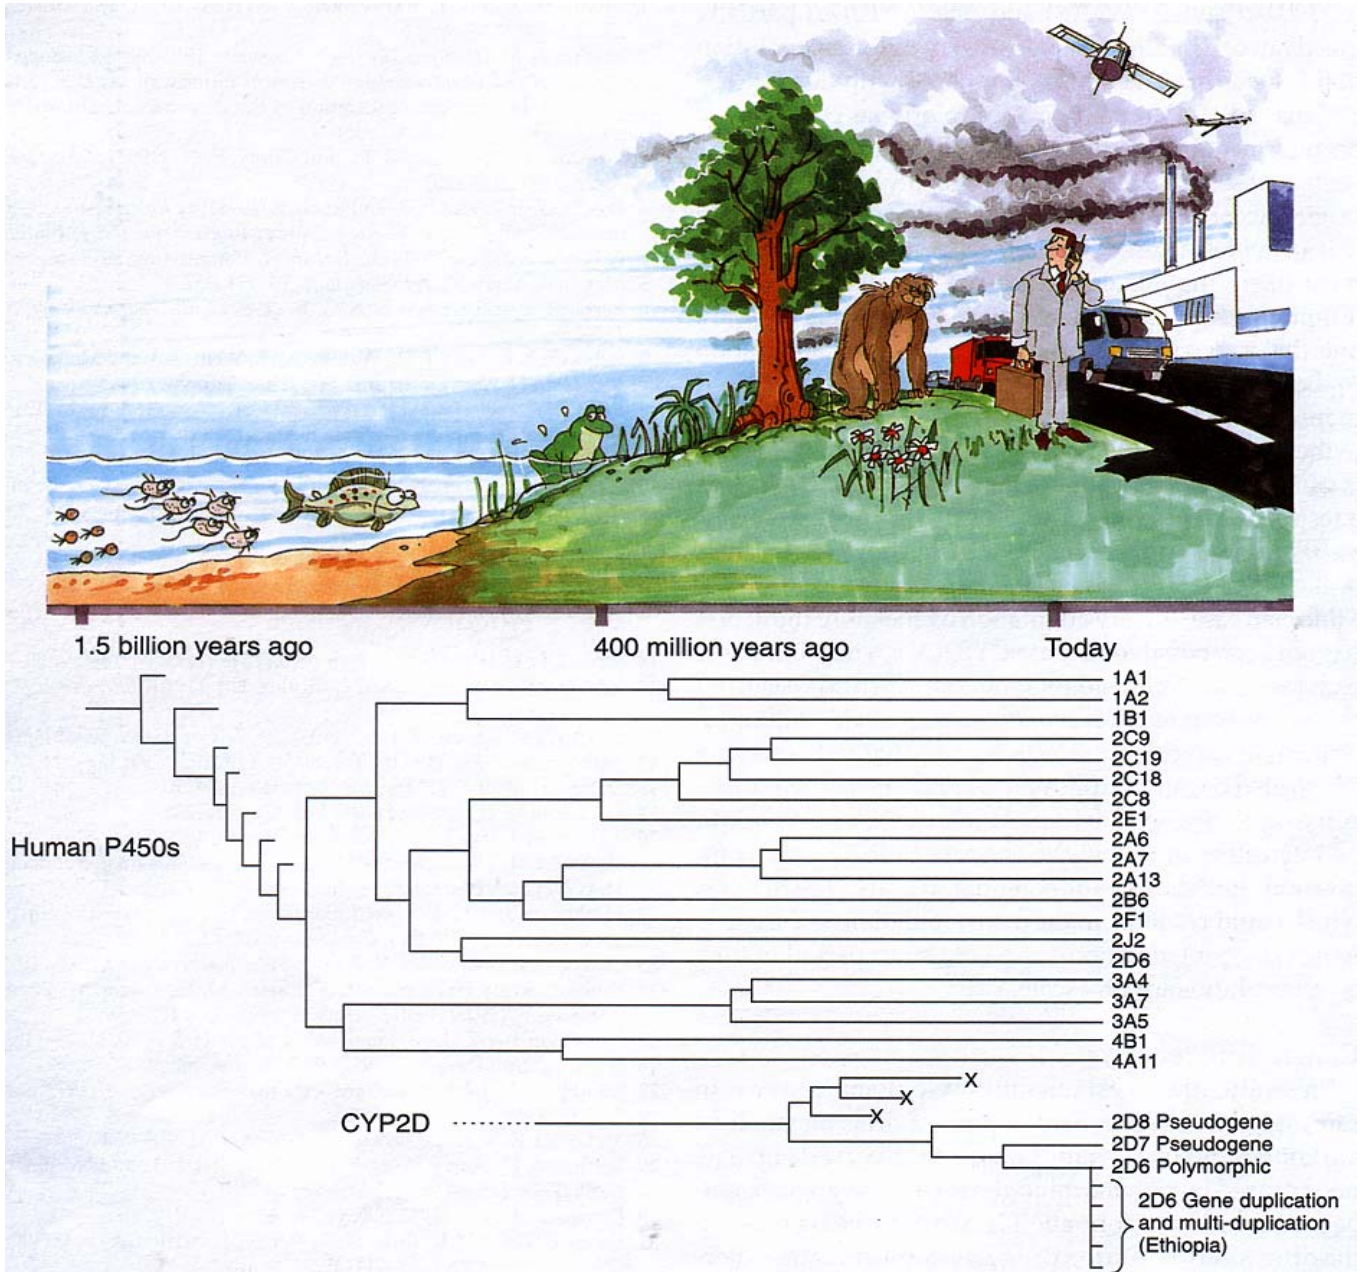 1.5 billion years ago
400 million years ago
Today
Human P450s
1A1
1A2
1B1
2C9
2C19
2C18
2C8
2E1
2A6
2A7
2A13
2B6
2F1
2J2
2D6
3A4
3A7
3A5
4B1
4A11
X
X
X
CYP2D
2D8 Pseudogene
2D7 Pseudogene
2D6 Polymorphic
2D6 Gene duplication
and multi-duplication
(Ethiopia)